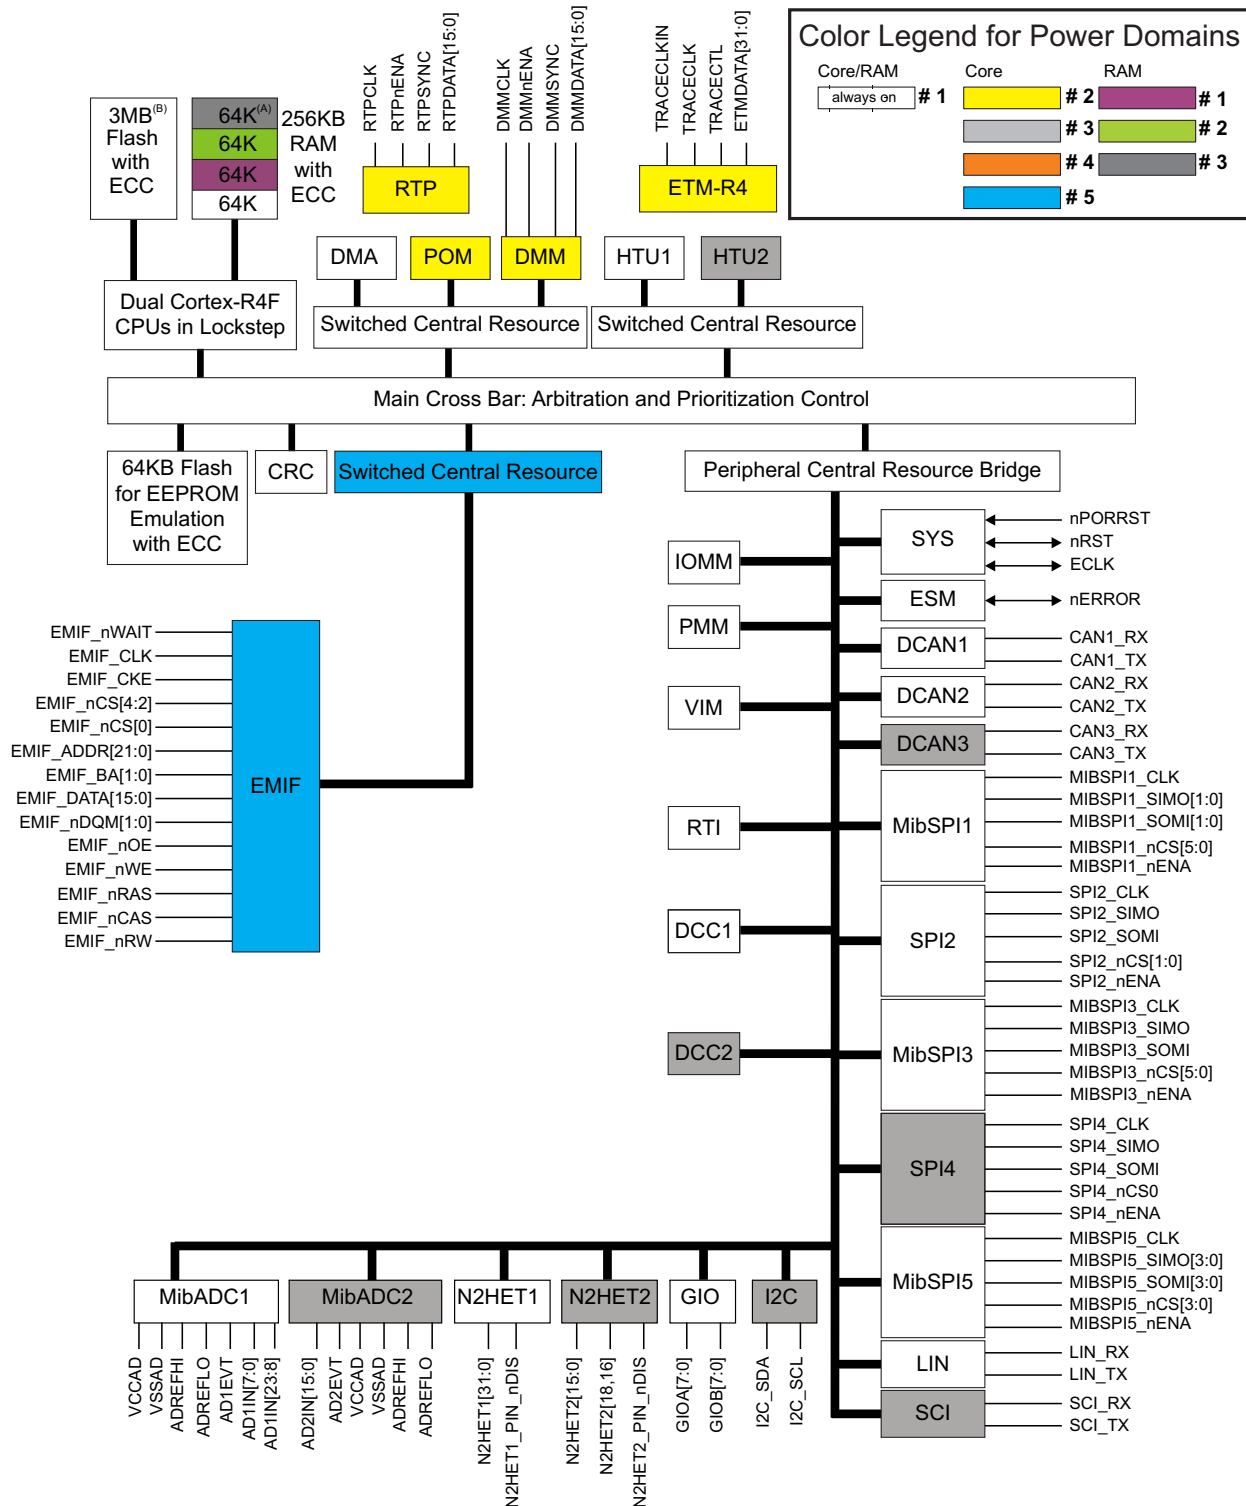 Color Legend for Power Domains
Core/RAM
Core
RAM
always on
# 1
# 2
# 1
# 3
# 2
# 4
# 3
# 5
RTPCLK
RTPnENA
RTPSYNC
RTPDATA[15:0]
DMMCLK
DMMnENA
DMMSYNC
DMMDATA[15:0]
TRACECLKIN
TRACECLK
TRACECTL
ETMDATA[31:0]
3MB(B)
Flash
with
ECC
64K(A)
64K
64K
64K
256KB
RAM
with
ECC
RTP
ETM-R4
DMA
POM
DMM
HTU1
HTU2
Dual Cortex-R4F
CPUs in Lockstep
Switched Central Resource
Switched Central Resource
Main Cross Bar: Arbitration and Prioritization Control
64KB Flash
for EEPROM
Emulation
with ECC
CRC
Switched Central Resource
Peripheral Central Resource Bridge
EMIF_nWAIT
EMIF_CLK
EMIF_CKE
EMIF_nCS[4:2]
EMIF_nCS[0]
EMIF_ADDR[21:0]
EMIF_BA[1:0]
EMIF_DATA[15:0]
EMIF_nDQM[1:0]
EMIF_nOE
EMIF_nWE
EMIF_nRAS
EMIF_nCAS
EMIF_nRW
EMIF
IOMM
PMM
VIM
RTI
DCC1
DCC2
SYS
nPORRST
nRST
ECLK
ESM
nERROR
DCAN1
CAN1_RX
CAN1_TX
DCAN2
CAN2_RX
CAN2_TX
DCAN3
CAN3_RX
CAN3_TX
MibSPI1
MIBSPI1_CLK
MIBSPI1_SIMO[1:0]
MIBSPI1_SOMI[1:0]
MIBSPI1_nCS[5:0]
MIBSPI1_nENA
SPI2
SPI2_CLK
SPI2_SIMO
SPI2_SOMI
SPI2_nCS[1:0]
SPI2_nENA
MibSPI3
MIBSPI3_CLK
MIBSPI3_SIMO
MIBSPI3_SOMI
MIBSPI3_nCS[5:0]
MIBSPI3_nENA
SPI4
SPI4_CLK
SPI4_SIMO
SPI4_SOMI
SPI4_nCS0
SPI4_nENA
MibSPI5
MIBSPI5_CLK
MIBSPI5_SIMO[3:0]
MIBSPI5_SOMI[3:0]
MIBSPI5_nCS[3:0]
MIBSPI5_nENA
LIN
LIN_RX
LIN_TX
SCI
SCI_RX
SCI_TX
MibADC1
MibADC2
N2HET1
N2HET2
GIO
I2C
VCCAD
VSSAD
ADREFHI
ADREFLO
AD1EVT
AD1IN[7:0]
AD1IN[23:8]
AD2IN[15:0]
AD2EVT
VCCAD
VSSAD
ADREFHI
ADREFLO
N2HET1[31:0]
N2HET1_PIN_nDIS
N2HET2[15:0]
N2HET2[18,16]
N2HET2_PIN_nDIS
GIOA[7:0]
GIOB[7:0]
I2C_SDA
I2C_SCL